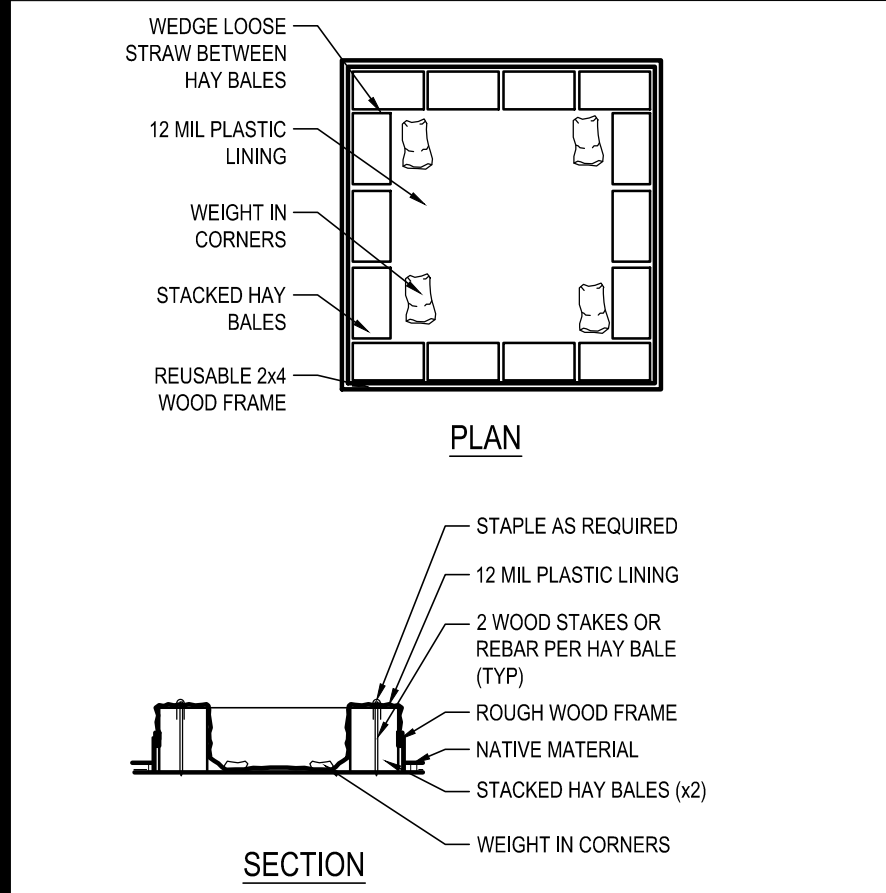 WEDGE LOOSE
STRAW BETWEEN
HAY BALES
12 MIL PLASTIC
LINING
WEIGHT IN
CORNERS
STACKED HAY
BALES
REUSABLE 2x4
WOOD FRAME
PLAN
STAPLE AS REQUIRED
12 MIL PLASTIC LINING
2 WOOD STAKES OR
REBAR PER HAY BALE
(TYP)
ROUGH WOOD FRAME
NATIVE MATERIAL
STACKED HAY BALES (x2)
WEIGHT IN CORNERS
SECTION